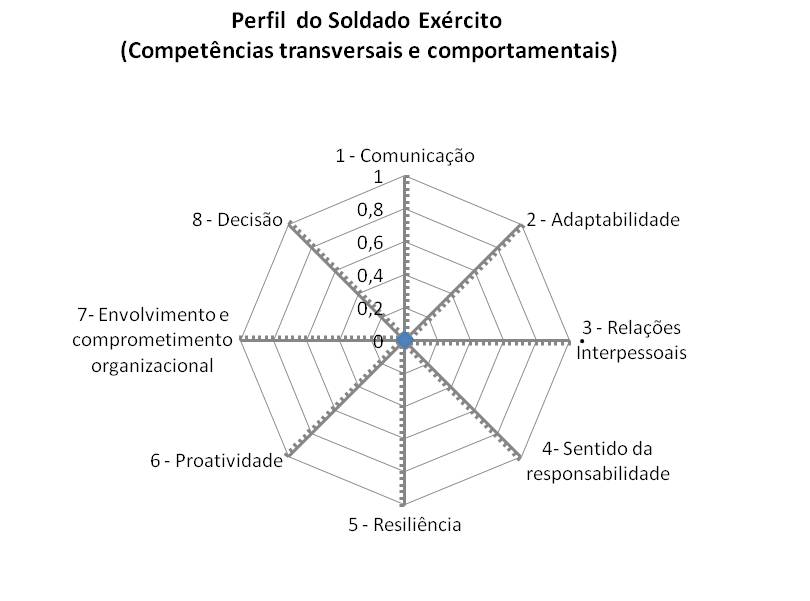 Perfil do Soldado Exército
(Competências transversais e comportamentais)
1 - Comunicação
1
0,8
0,6
0,4
0,2
0
2 - Adaptabilidade
3 - Relações
Interpessoais
4- Sentido da
responsabilidade
5 - Resiliência
6 - Proatividade
7- Envolvimento e
comprometimento
organizacional
8 - Decisão